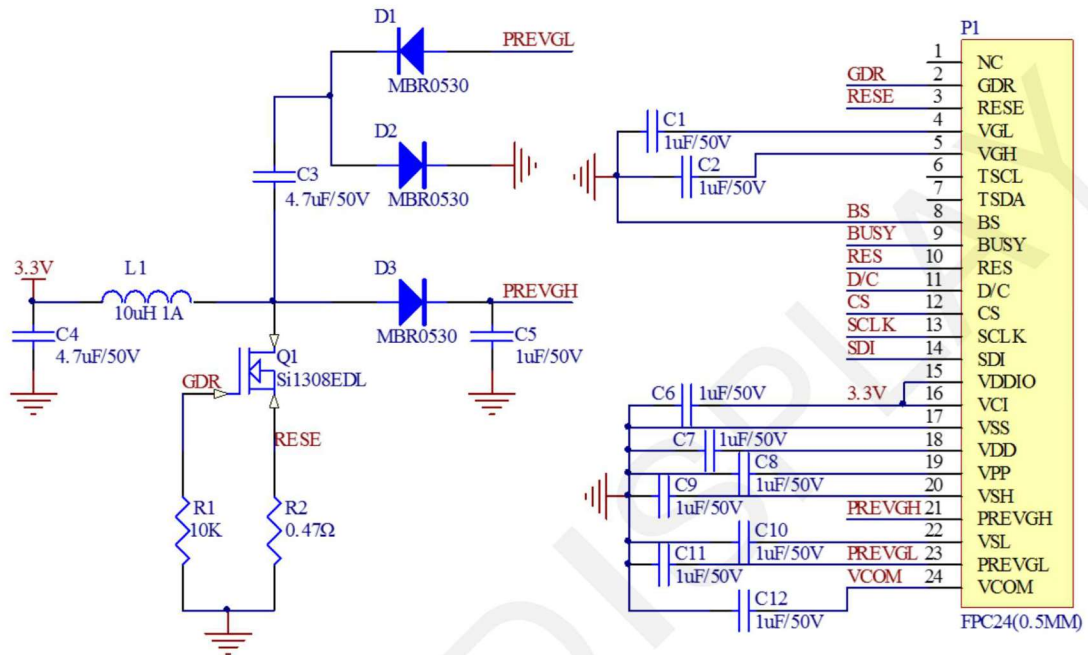 D1
PREVGL
MBR0530
D2
MBR0530
C3
4.7uF/50V
3.3V
L1
10uH 1A
D3
PREVGH
MBR0530
C4
4.7uF/50V
C5
1uF/50V
Q1
Si1308EDL
GDR
RESE
R1
10K
R2
0.47Ω
P1
1 NC
GDR 2 GDR
RESE 3 RESE
C1
1uF/50V
4 VGL
C2
1uF/50V
5 VGH
6 TSCL
7 TSDA
BS 8 BS
BUSY 9 BUSY
RES 10 RES
D/C 11 D/C
CS 12 CS
SCLK 13 SCLK
SDI 14 SDI
15 VDDIO
C6 1uF/50V 3.3V 16 VCI
17 VSS
C7 1uF/50V 18 VDD
C8
1uF/50V
19 VPP
C9
1uF/50V
20 VSH
PREVGH 21 PREVGH
C10
1uF/50V
22 VSL
C11
1uF/50V
PREVGL 23 PREVGL
VCOM 24 VCOM
C12
1uF/50V
FPC24(0.5MM)
DISPLAY